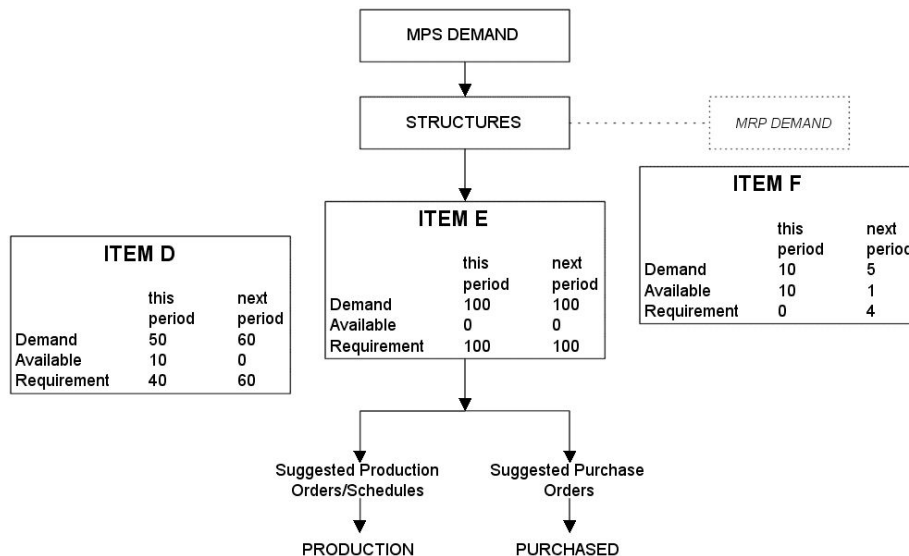 MPS DEMAND
STRUCTURES
MRP DEMAND
ITEM D
this next
period period
Demand 50 60
Available 10 0
Requirement 40 60
ITEM E
this next
period period
Demand 100 100
Available 0 0
Requirement 100 100
ITEM F
this next
period period
Demand 10 5
Available 10 1
Requirement 0 4
Suggested Production
Orders/Schedules
Suggested Purchase
Orders
PRODUCTION
PURCHASED